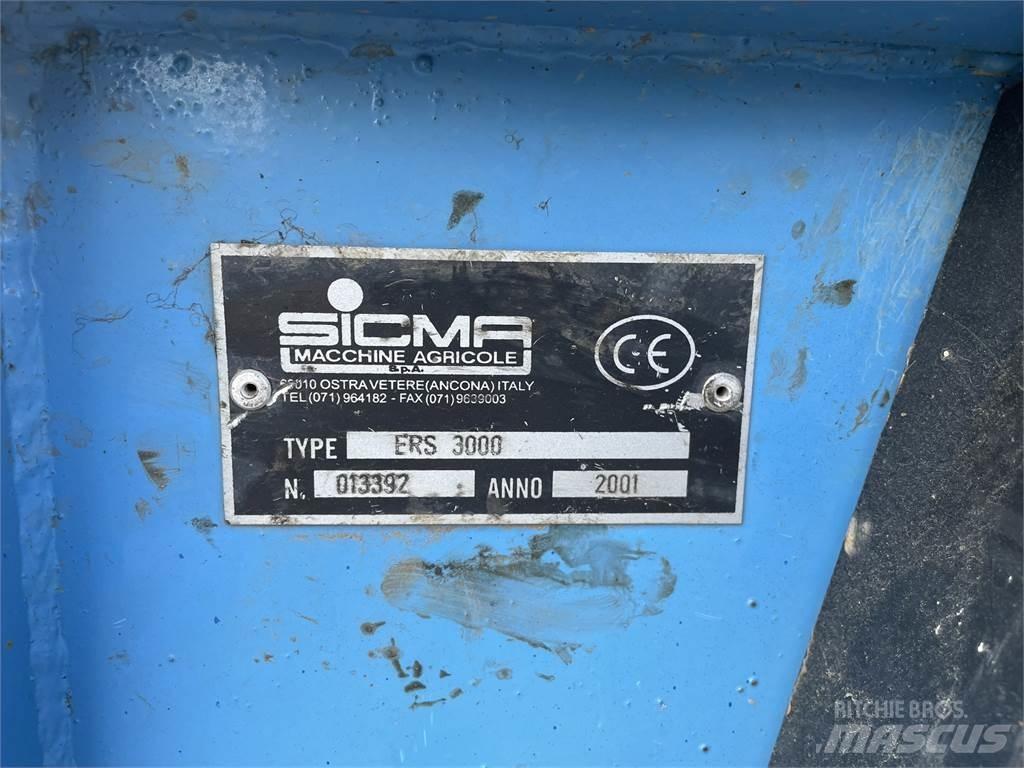 SICMA
MACCHINE AGRICOLE
S.p.A.
OSTRA VETERE (ANCONA) ITALY
TEL (071) 964182 - FAX (071)
TYPE ERS 3000
N. 013392 ANNO 2001
CE
RITCHIE BROS.
MASCUS